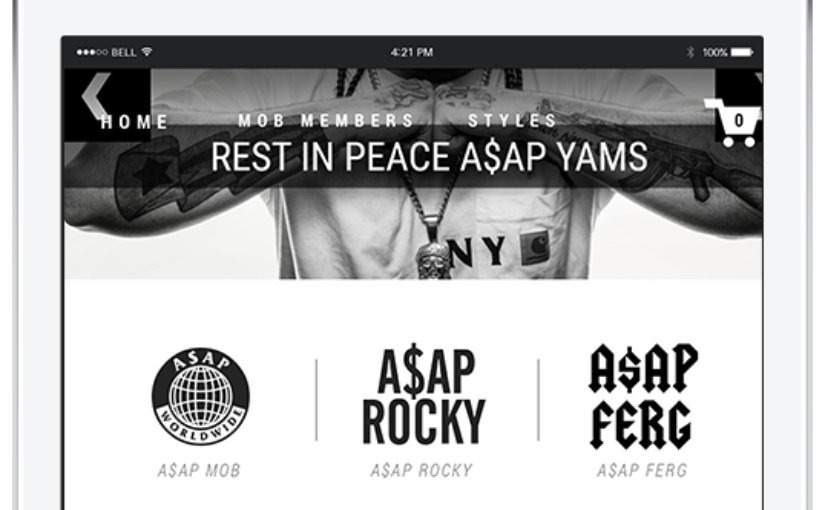 BELL 4:21 PM 100%
HOME MOB MEMBERS STYLES 0
REST IN PEACE A$AP YAMS
NY
A$AP
WORLDWIDE
A$AP MOB
A$AP
ROCKY
A$AP ROCKY
A$AP
FERG
A$AP FERG